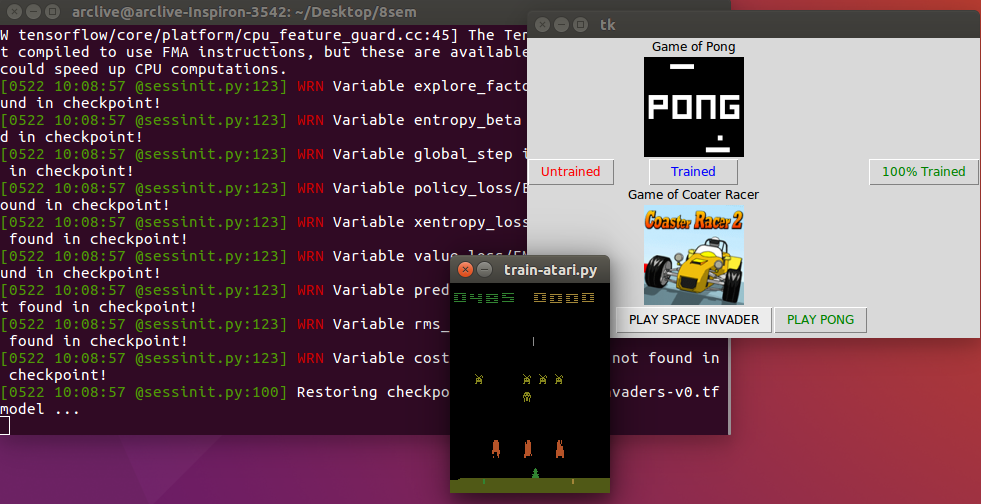 arclive@arclive-Inspiron-3542: ~/Desktop/8sem
W tensorflow/core/platform/cpu_feature_guard.cc:45] The Ten
t compiled to use FMA instructions, but these are available
could speed up CPU computations.
[0522 10:08:57 @sessinit.py:123] WRN Variable explore_facto
und in checkpoint!
[0522 10:08:57 @sessinit.py:123] WRN Variable entropy_beta
d in checkpoint!
[0522 10:08:57 @sessinit.py:123] WRN Variable global_step i
in checkpoint!
[0522 10:08:57 @sessinit.py:123] WRN Variable policy_loss/E
ound in checkpoint!
[0522 10:08:57 @sessinit.py:123] WRN Variable xentropy_loss
found in checkpoint!
[0522 10:08:57 @sessinit.py:123] WRN Variable value_loss/EM
und in checkpoint!
[0522 10:08:57 @sessinit.py:123] WRN Variable pred
t found in checkpoint!
[0522 10:08:57 @sessinit.py:123] WRN Variable rms_
found in checkpoint!
[0522 10:08:57 @sessinit.py:123] WRN Variable cost not found in
checkpoint!
[0522 10:08:57 @sessinit.py:100] Restoring checkpo vaders-v0.tf
model ...
tk
Game of Pong
PONG
Untrained
Trained
100% Trained
Game of Coater Racer
Coaster Racer 2
PLAY SPACE INVADER
PLAY PONG
train-atari.py
0485 0000